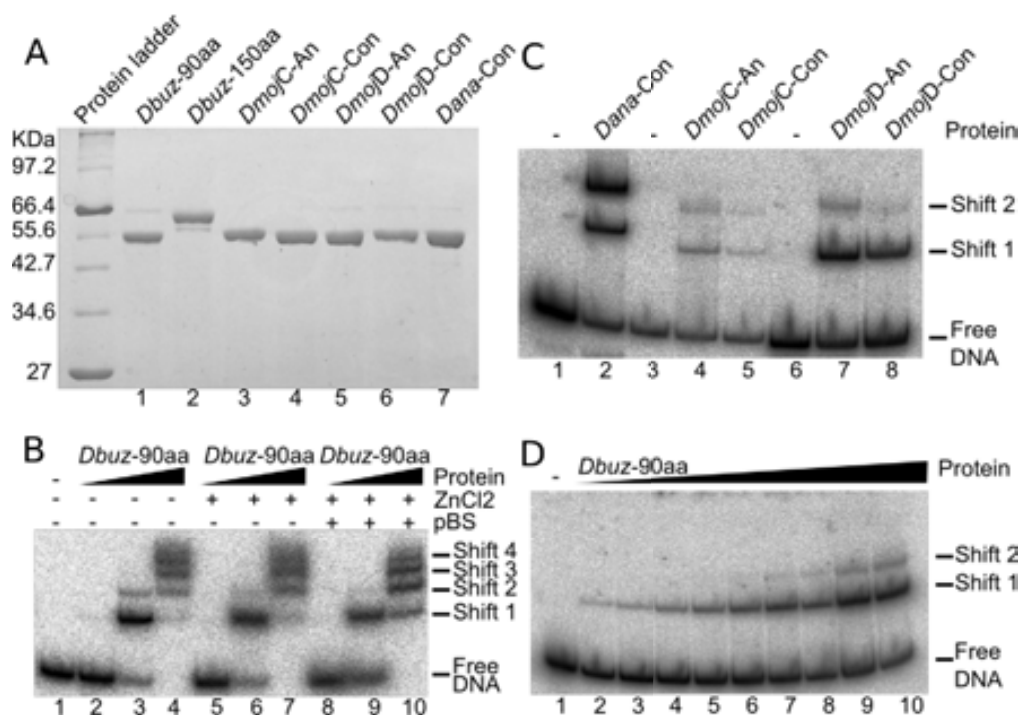 A
Protein ladder
Dbuz-90aa
Dbuz-150aa
DmojC-An
DmojC-Con
DmojD-An
DmojD-Con
Dana-Con
KDa
97.2
66.4
55.6
42.7
34.6
27
1 2 3 4 5 6 7
C
- Dana-Con - DmojC-An DmojC-Con - DmojD-An DmojD-Con Protein
Shift 2
Shift 1
Free
DNA
1 2 3 4 5 6 7 8
B
Dbuz-90aa Dbuz-90aa Dbuz-90aa
- Protein
- - - - + + + + + + ZnCl2
- - - - - - - + + + pBS
Shift 4
Shift 3
Shift 2
Shift 1
Free
DNA
1 2 3 4 5 6 7 8 9 10
D
- Dbuz-90aa Protein
Shift 2
Shift 1
Free
DNA
1 2 3 4 5 6 7 8 9 10